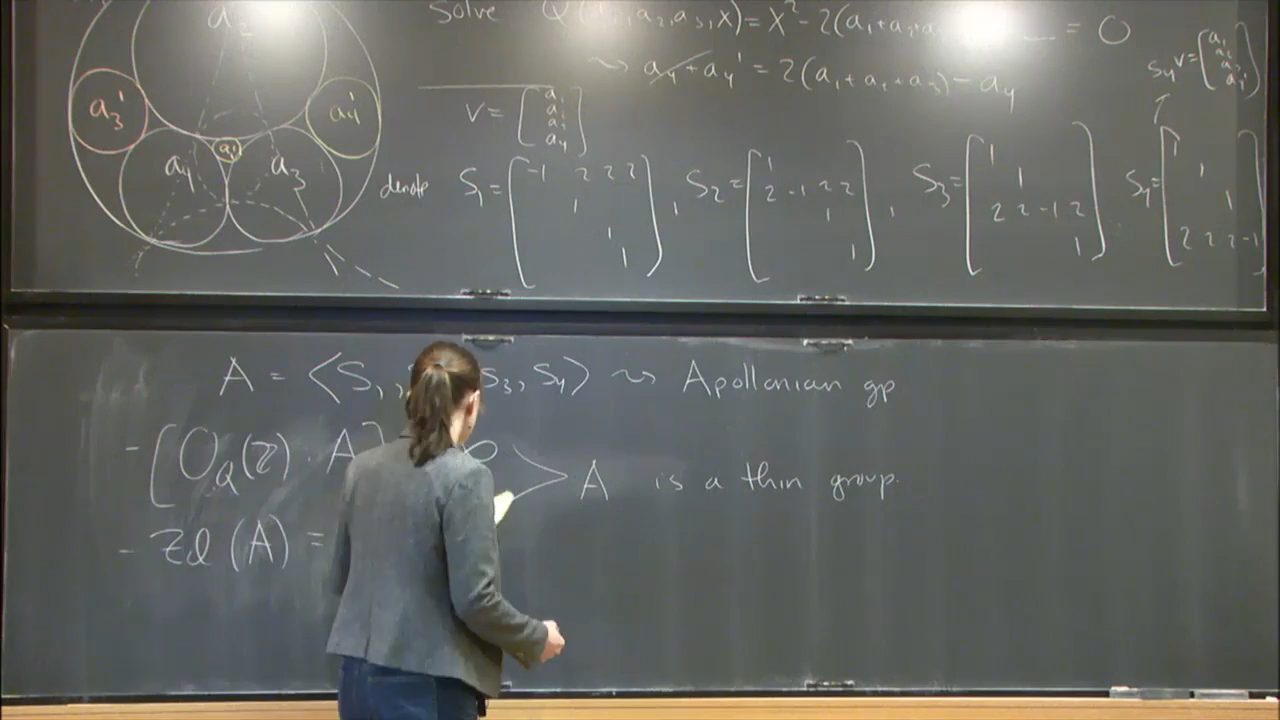 a₂
a₃'
a₄'
a₁'
a₄
a₃
Solve Q(a₁, a₂, a₃, X) = X² - 2(a₁+a₂+a = 0
⇝ a₄ + a₄' = 2(a₁+a₂+a₃) - a₄
S₄v = [a₁ a₂ a₃ a₄']
v = [a₁ a₂ a₃ a₄]
denote S₁ = [-1 2 2 2
1
1
1],
S₂ = [1
2 -1 2 2
1
1],
S₃ = [1
1
2 2 -1 2
1]
S₄ = [1
1
1
2 2 2 -1]
A = <S₁, S₃, S₄> ⇝ Apollonian gp
- [O_Q(ℤ) : A] ∞
> A is a thin group.
- Zcl (A) =